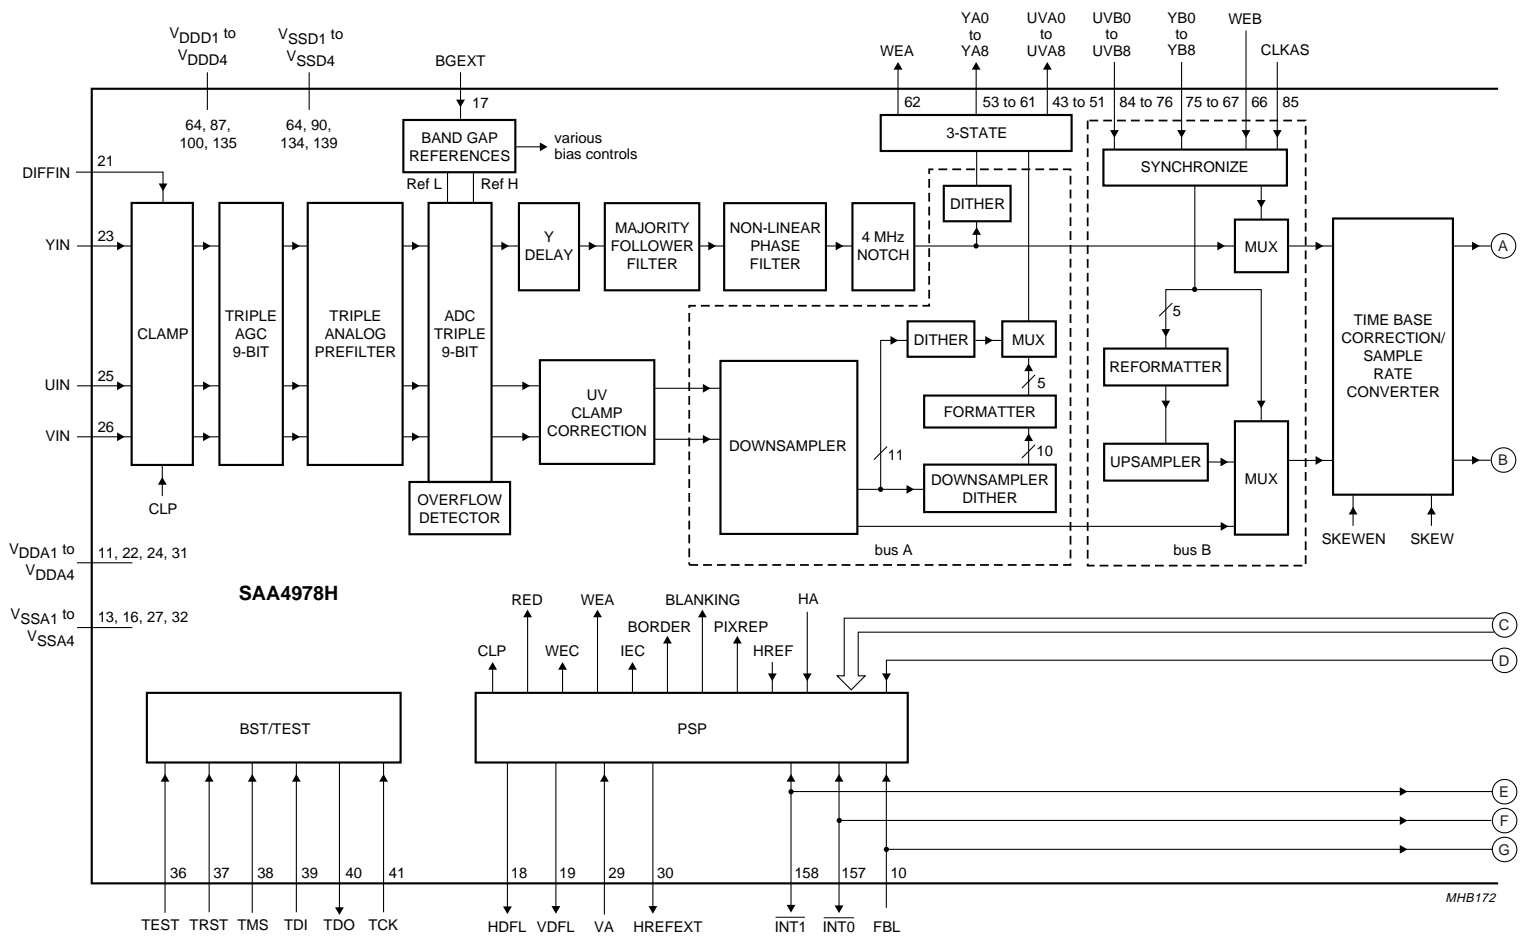 VDDD1 to
VDDD4
VSSD1 to
VSSD4
BGEXT
WEA
YA0
to
YA8
UVA0
to
UVA8
UVB0
to
UVB8
YB0
to
YB8
WEB
CLKAS
17
62
53 to 61
43 to 51
84 to 76
75 to 67
66
85
64, 87,
100, 135
64, 90,
134, 139
BAND GAP
REFERENCES
various
bias controls
3-STATE
SYNCHRONIZE
DIFFIN
21
Ref L
Ref H
DITHER
YIN
23
Y
DELAY
MAJORITY
FOLLOWER
FILTER
NON-LINEAR
PHASE
FILTER
4 MHz
NOTCH
MUX
A
CLAMP
TRIPLE
AGC
9-BIT
TRIPLE
ANALOG
PREFILTER
ADC
TRIPLE
9-BIT
DITHER
MUX
5
TIME BASE
CORRECTION/
SAMPLE
RATE
CONVERTER
REFORMATTER
UIN
25
UV
CLAMP
CORRECTION
5
FORMATTER
VIN
26
DOWNSAMPLER
11
10
UPSAMPLER
MUX
B
DOWNSAMPLER
DITHER
CLP
OVERFLOW
DETECTOR
bus A
bus B
SKEWEN
SKEW
VDDA1 to
VDDA4
11, 22, 24, 31
SAA4978H
VSSA1 to
VSSA4
13, 16, 27, 32
RED
WEA
BLANKING
HA
BORDER
PIXREP
C
CLP
WEC
IEC
HREF
D
BST/TEST
PSP
E
F
G
36
37
38
39
40
41
18
19
29
30
158
157
10
MHB172
TEST
TRST
TMS
TDI
TDO
TCK
HDFL
VDFL
VA
HREFEXT
INT1
INT0
FBL